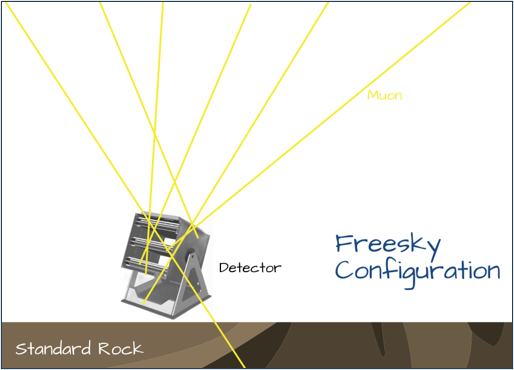 Muon
Freesky
Configuration
Detector
Standard Rock